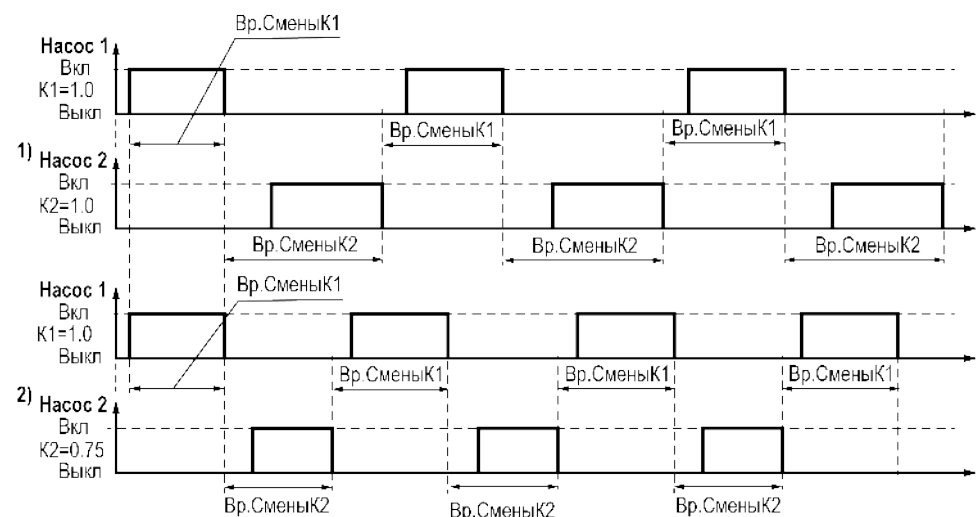 Вр.СменыК1
Насос 1
Вкл
К1=1.0
Выкл
Вр.СменыК1
Вр.СменыК1
1)
Насос 2
Вкл
К2=1.0
Выкл
Вр.СменыК2
Вр.СменыК2
Вр.СменыК2
Насос 1
Вр.СменыК1
Вкл
К1=1.0
Выкл
Вр.СменыК1
Вр.СменыК1
Вр.СменыК1
2)
Насос 2
Вкл
К2=0.75
Выкл
Вр.СменыК2
Вр.СменыК2
Вр.СменыК2